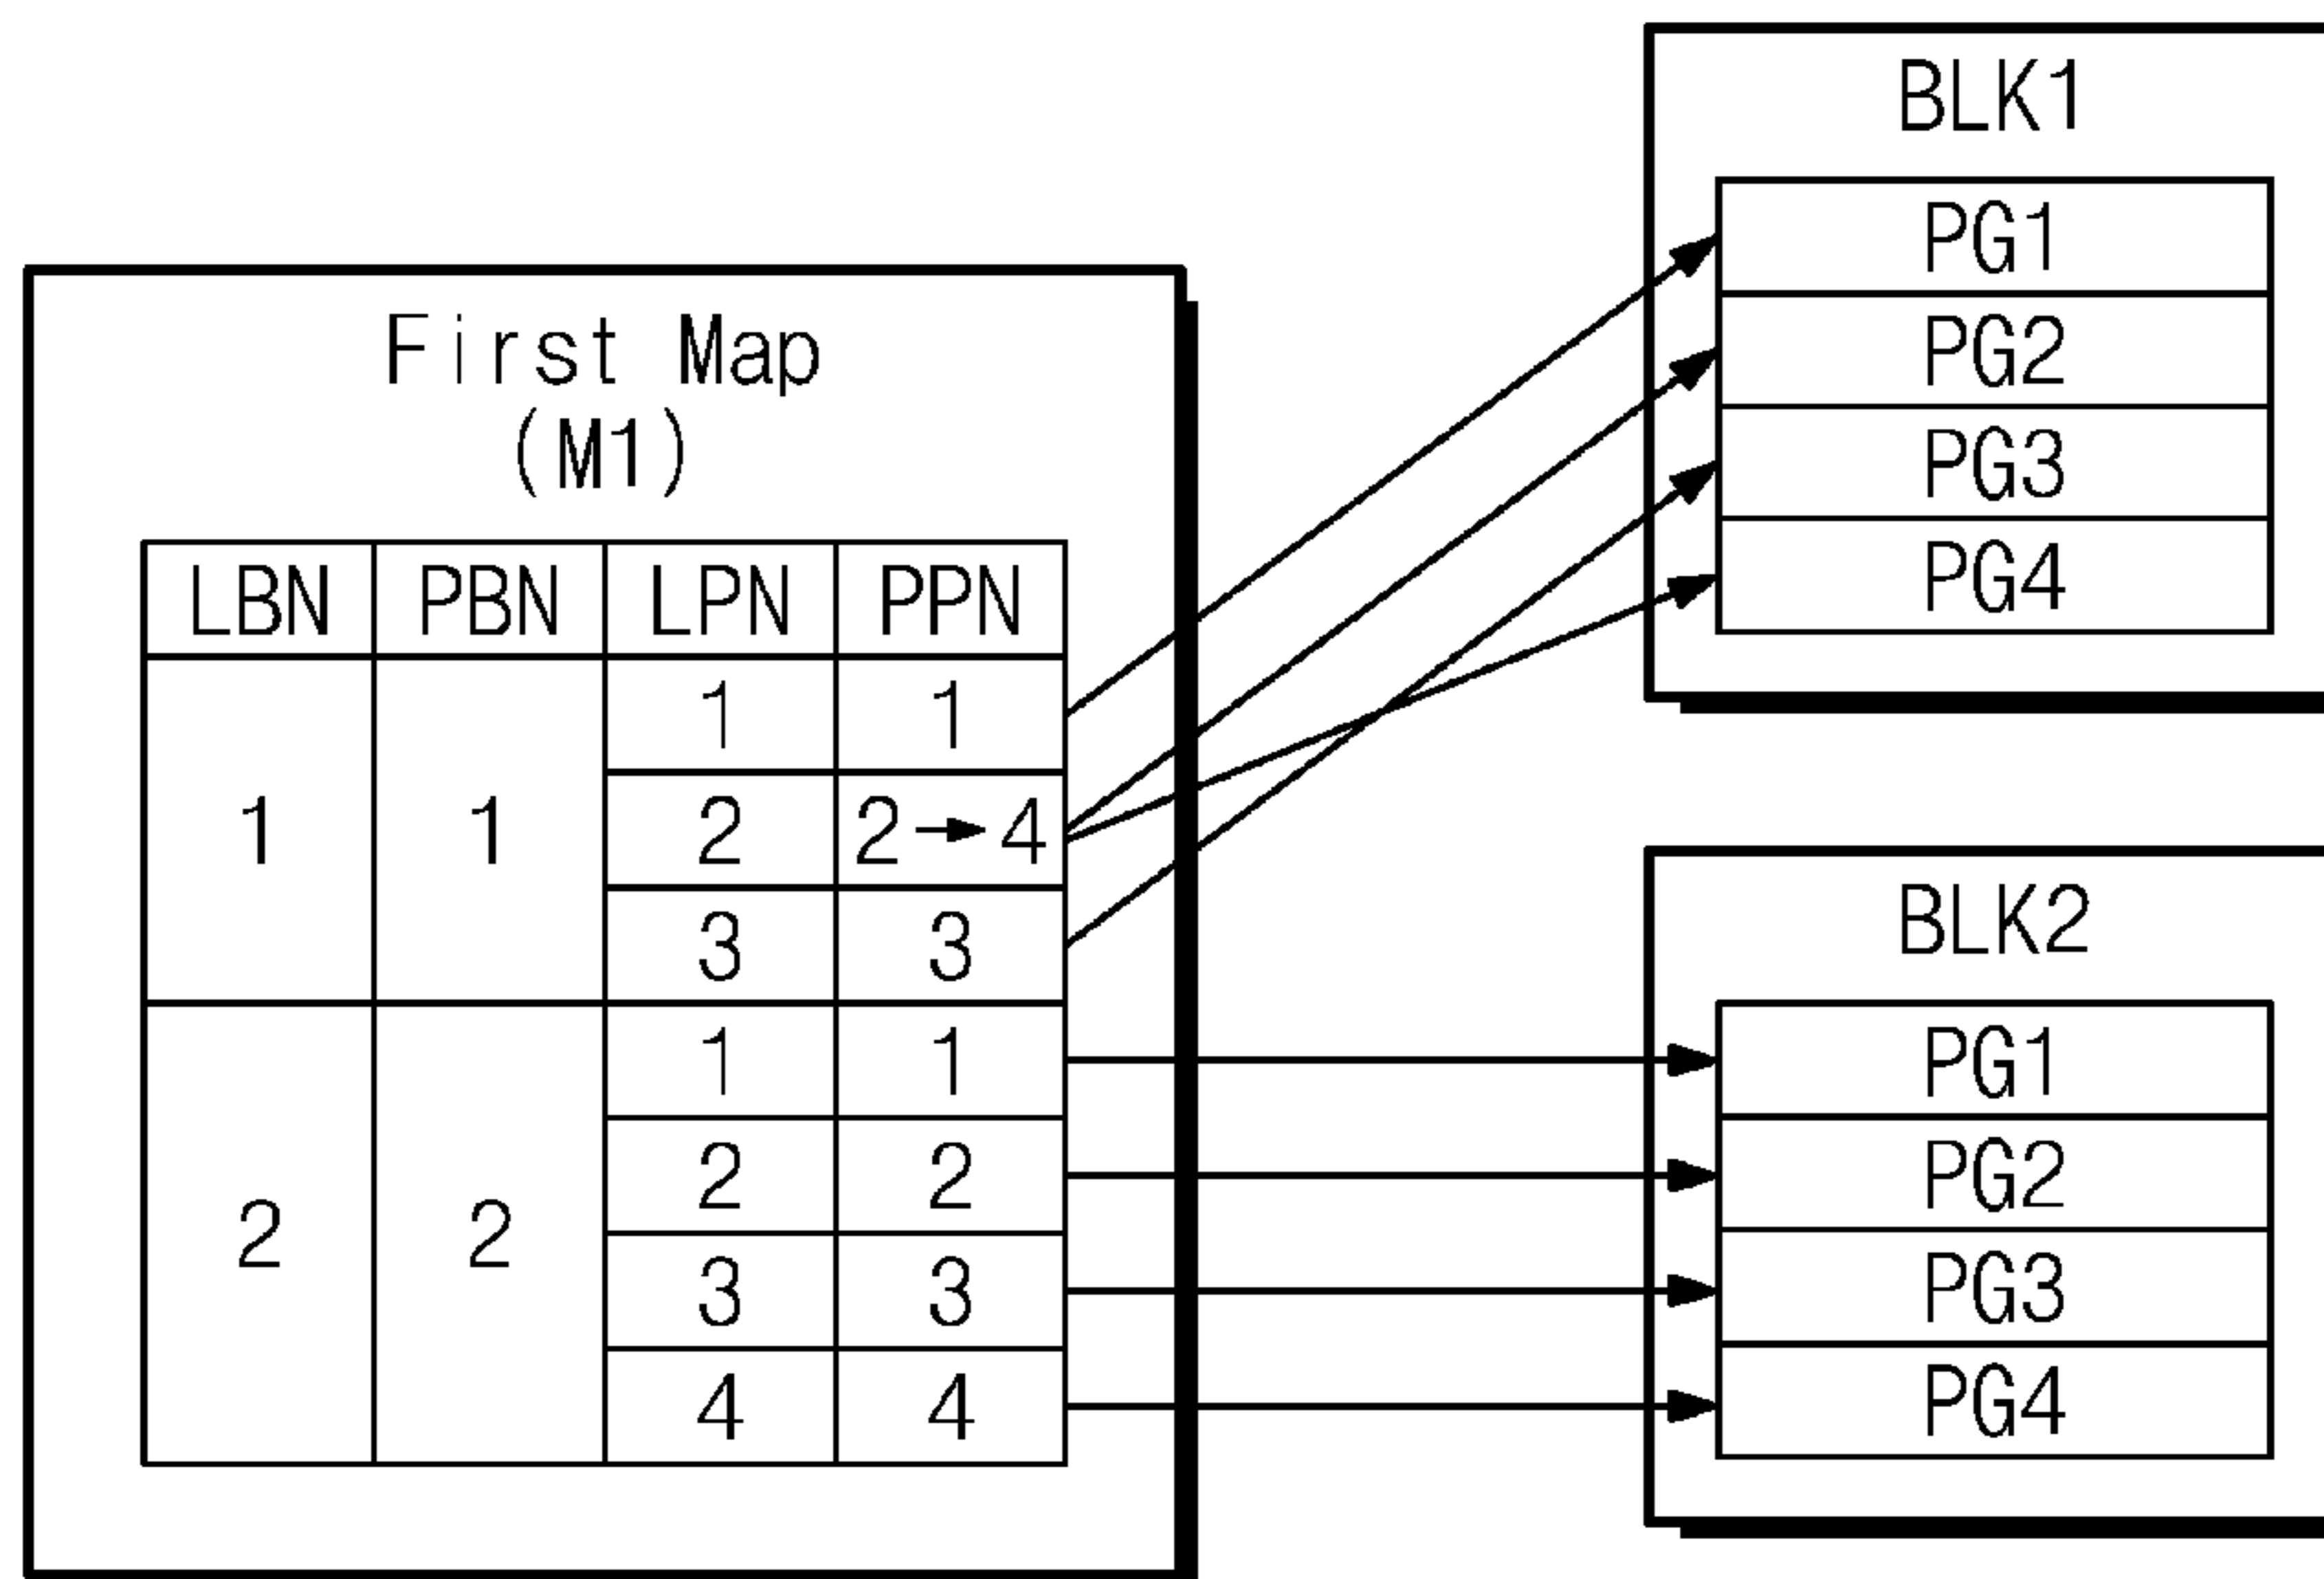 First Map
(M1)
LBN PBN LPN PPN
1 1 1 1
2 2→4
3 3
2 2 1 1
2 2
3 3
4 4
BLK1
PG1
PG2
PG3
PG4
BLK2
PG1
PG2
PG3
PG4